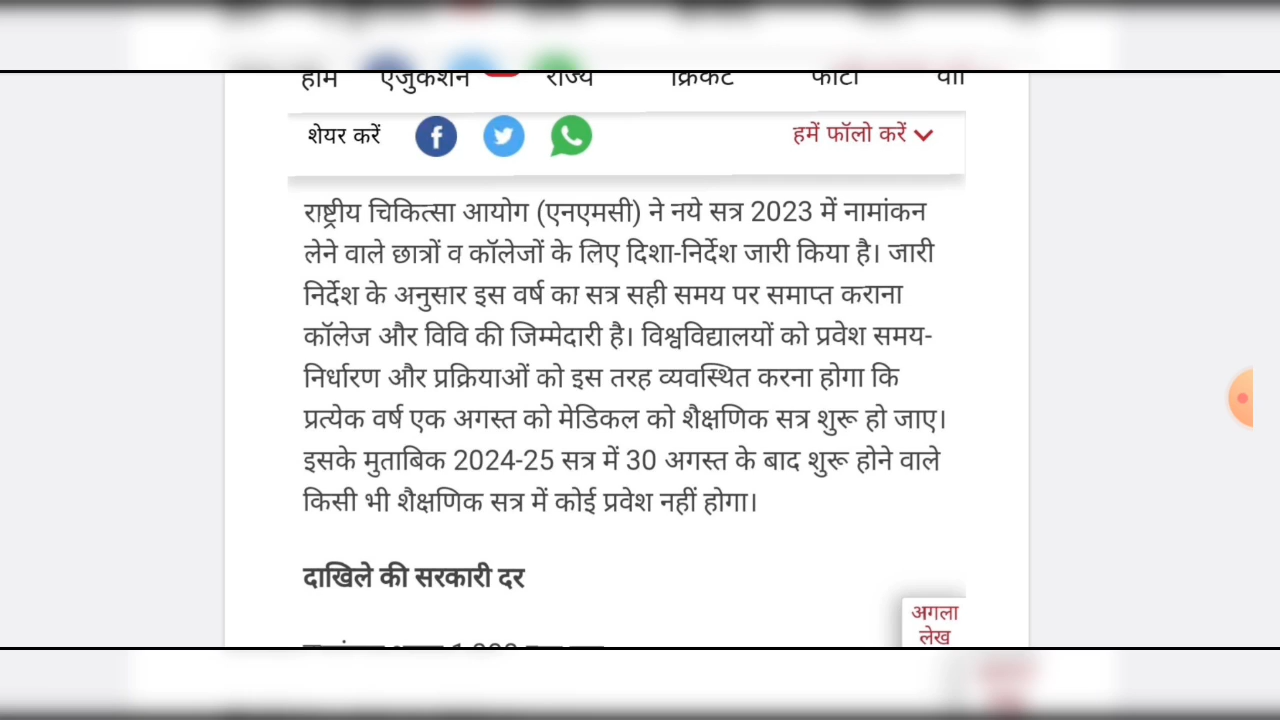 होम एजुकेशन राज्य क्रिकेट फोटो
शेयर करें हमें फॉलो करें
राष्ट्रीय चिकित्सा आयोग (एनएमसी) ने नये सत्र 2023 में नामांकन
लेने वाले छात्रों व कॉलेजों के लिए दिशा-निर्देश जारी किया है। जारी
निर्देश के अनुसार इस वर्ष का सत्र सही समय पर समाप्त कराना
कॉलेज और विवि की जिम्मेदारी है। विश्वविद्यालयों को प्रवेश समय-
निर्धारण और प्रक्रियाओं को इस तरह व्यवस्थित करना होगा कि
प्रत्येक वर्ष एक अगस्त को मेडिकल को शैक्षणिक सत्र शुरू हो जाए।
इसके मुताबिक 2024-25 सत्र में 30 अगस्त के बाद शुरू होने वाले
किसी भी शैक्षणिक सत्र में कोई प्रवेश नहीं होगा।
दाखिले की सरकारी दर
अगला
लेख